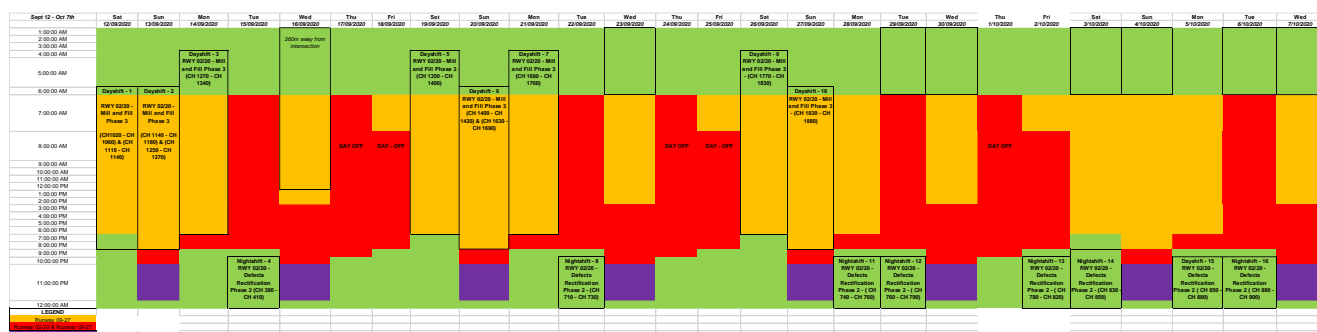 Sept 12 - Oct 7th
Sat Sun Mon Tue Wed Thu Fri Sat Sun Mon Tue Wed Thu Fri Sat Sun Mon Tue Wed Thu Fri Sat Sun Mon Tue Wed
12/09/2020 13/09/2020 14/09/2020 15/09/2020 16/09/2020 17/09/2020 18/09/2020 19/09/2020 20/09/2020 21/09/2020 22/09/2020 23/09/2020 24/09/2020 25/09/2020 26/09/2020 27/09/2020 28/09/2020 29/09/2020 30/09/2020 1/10/2020 2/10/2020 3/10/2020 4/10/2020 5/10/2020 6/10/2020 7/10/2020
1:00:00 AM
2:00:00 AM
3:00:00 AM
4:00:00 AM
5:00:00 AM
6:00:00 AM
7:00:00 AM
8:00:00 AM
9:00:00 AM
10:00:00 AM
11:00:00 AM
12:00:00 PM
1:00:00 PM
2:00:00 PM
3:00:00 PM
4:00:00 PM
5:00:00 PM
6:00:00 PM
7:00:00 PM
8:00:00 PM
9:00:00 PM
10:00:00 PM
11:00:00 PM
12:00:00 AM
Dayshift - 1
RWY 02/20 -
Mill and Fill
Phase 3
(CH1020 - CH
1060) & (CH
1110 - CH
1140)
Dayshift - 2
RWY 02/20 -
Mill and Fill
Phase 3
(CH 1140 - CH
1180) & (CH
1250 - CH
1270)
Dayshift - 3
RWY 02/20 - Mill
and Fill Phase 3
(CH 1270 - CH
1340)
Nightshift - 4
RWY 02/20 -
Defects
Rectification
Phase 2 (CH 380 -
CH 410)
260m away from
intersection
DAY OFF
DAY - OFF
Dayshift - 5
RWY 02/20 - Mill
and Fill Phase 3
(CH 1350 - CH
1400)
Dayshift - 6
RWY 02/20 - Mill
and Fill Phase 3
(CH 1400 - CH
1420) & (CH 1630 -
CH 1690)
Dayshift - 7
RWY 02/20 - Mill
and Fill Phase 3
(CH 1690 - CH
1760)
Nightshift - 8
RWY 02/20 -
Defects
Rectification
Phase 2 - (CH
710 - CH 730)
DAY OFF
DAY - OFF
Dayshift - 9
RWY 02/20 - Mill
and Fill Phase 3
- (CH 1770 - CH
1830)
Dayshift - 10
RWY 02/20 - Mill
and Fill Phase 3
- (CH 1830 - CH
1880)
Nightshift - 11
RWY 02/20 -
Defects
Rectification
Phase 2 - ( CH
740 - CH 760)
Nightshift - 12
RWY 02/20 -
Defects
Rectification
Phase 2 - ( CH
760 - CH 790)
DAY OFF
Nightshift - 13
RWY 02/20 -
Defects
Rectification
Phase 2 - ( CH
790 - CH 820)
Nightshift - 14
RWY 02/20 -
Defects
Rectification
Phase 2 - ( CH 830 -
CH 850)
Dayshift - 15
RWY 02/20 -
Defects
Rectification
Phase 2 ( CH 850 -
CH 880)
Nightshift - 16
RWY 02/20 -
Defects
Rectification
Phase 2 ( CH 880 -
CH 900)
LEGEND
Runway 09-27